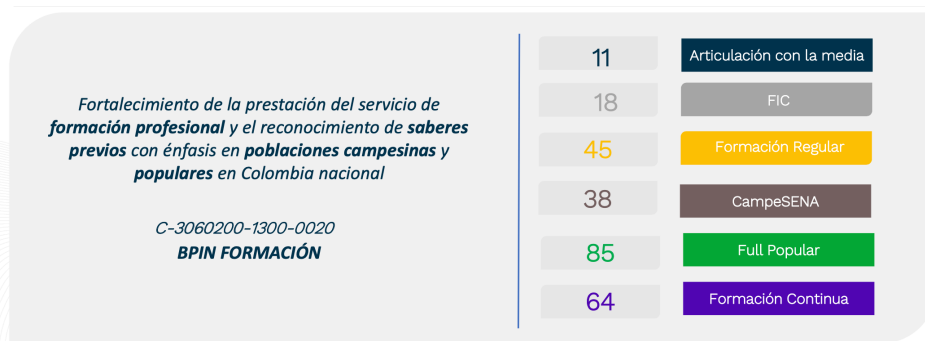 Fortalecimiento de la prestación del servicio de
formación profesional y el reconocimiento de saberes
previos con énfasis en poblaciones campesinas y
populares en Colombia nacional
C-3060200-1300-0020
BPIN FORMACIÓN
11 Articulación con la media
18 FIC
45 Formación Regular
38 CampeSENA
85 Full Popular
64 Formación Continua